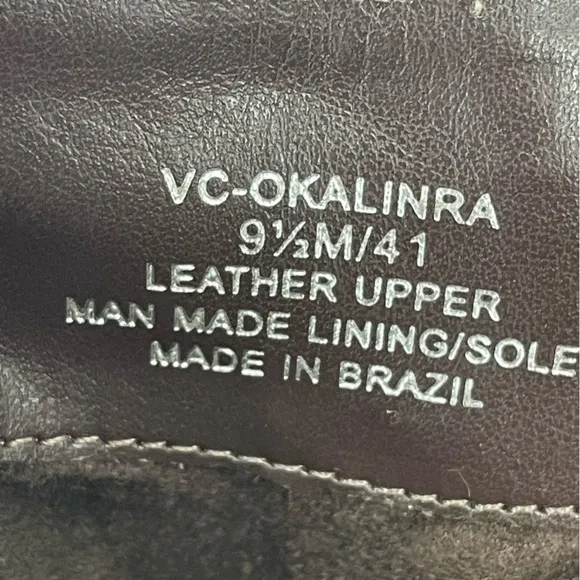 VC-OKALINRA
9½M/41
LEATHER UPPER
MAN MADE LINING/SOLE
MADE IN BRAZIL